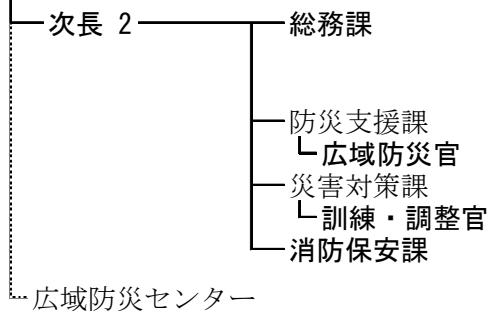 次長 2 総務課
防災支援課
広域防災官
災害対策課
訓練・調整官
消防保安課
広域防災センター